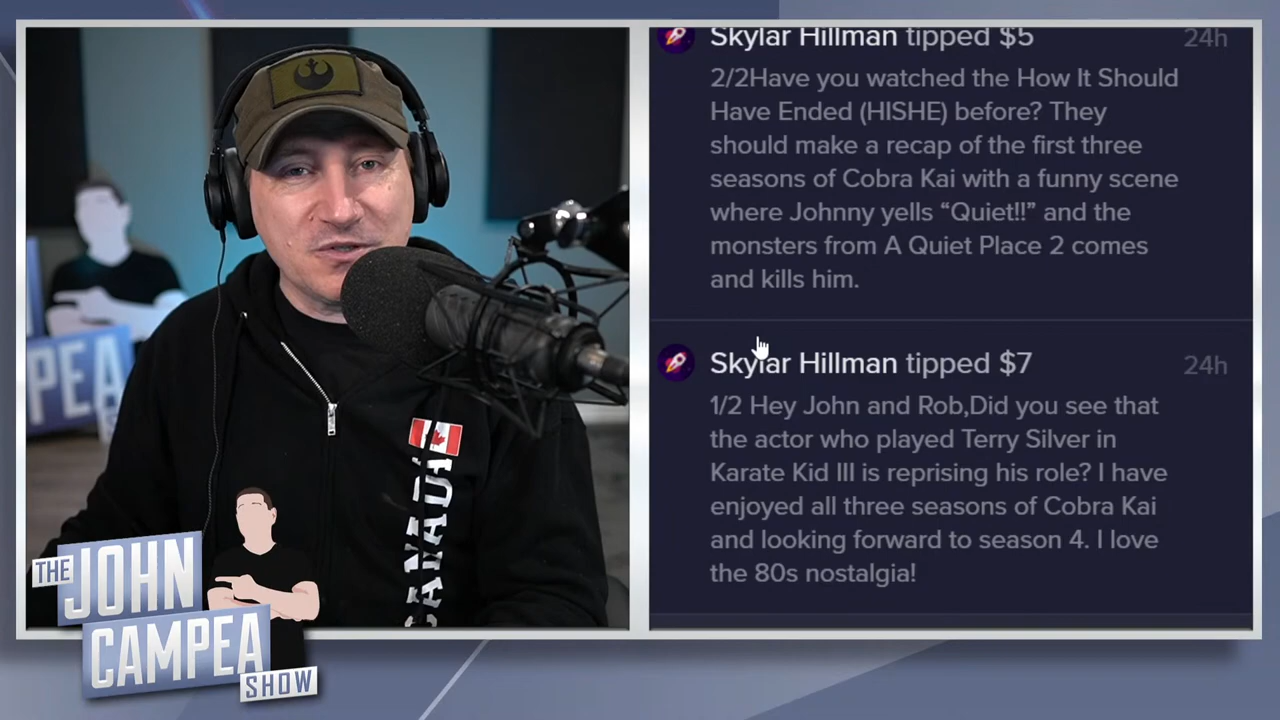 Skylar Hillman tipped $5
24h
2/2Have you watched the How It Should
Have Ended (HISHE) before? They
should make a recap of the first three
seasons of Cobra Kai with a funny scene
where Johnny yells “Quiet!!” and the
monsters from A Quiet Place 2 comes
and kills him.
Skylar Hillman tipped $7
24h
1/2 Hey John and Rob,Did you see that
the actor who played Terry Silver in
Karate Kid III is reprising his role? I have
enjoyed all three seasons of Cobra Kai
and looking forward to season 4. I love
the 80s nostalgia!
CANADA
PEA
THE
JOHN
CAMPEA
SHOW